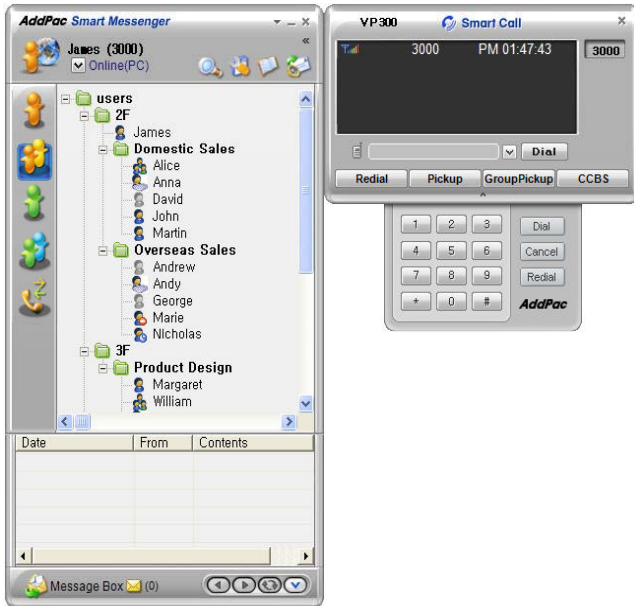 AddPac Smart Messenger
James (3000)
Online(PC)
users
2F
James
Domestic Sales
Alice
Anna
David
John
Martin
Overseas Sales
Andrew
Andy
George
Marie
Nicholas
3F
Product Design
Margaret
William
Date From Contents
Message Box (0)
VP300 Smart Call
3000 PM 01:47:43 3000
Dial
Redial Pickup GroupPickup CCBS
1 2 3 Dial
4 5 6 Cancel
7 8 9 Redial
* 0 # AddPac